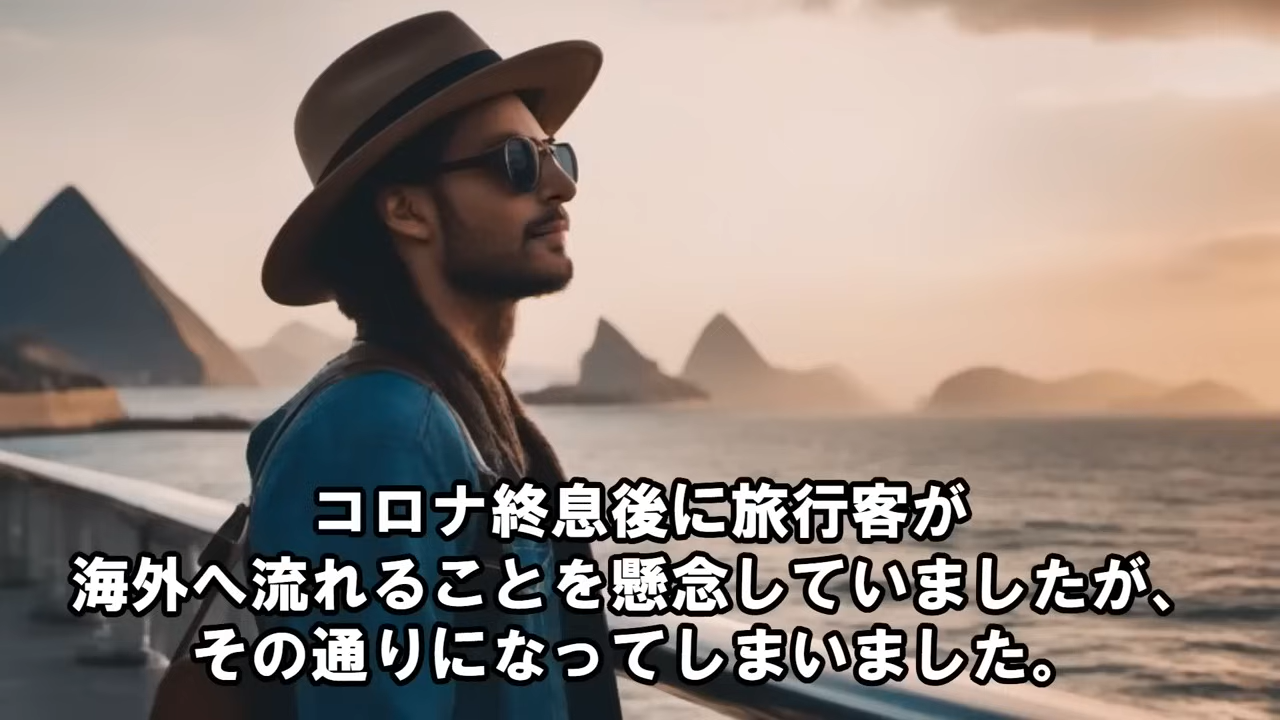 コロナ終息後に旅行客が
海外へ流れることを懸念していましたが、
その通りになってしまいました。